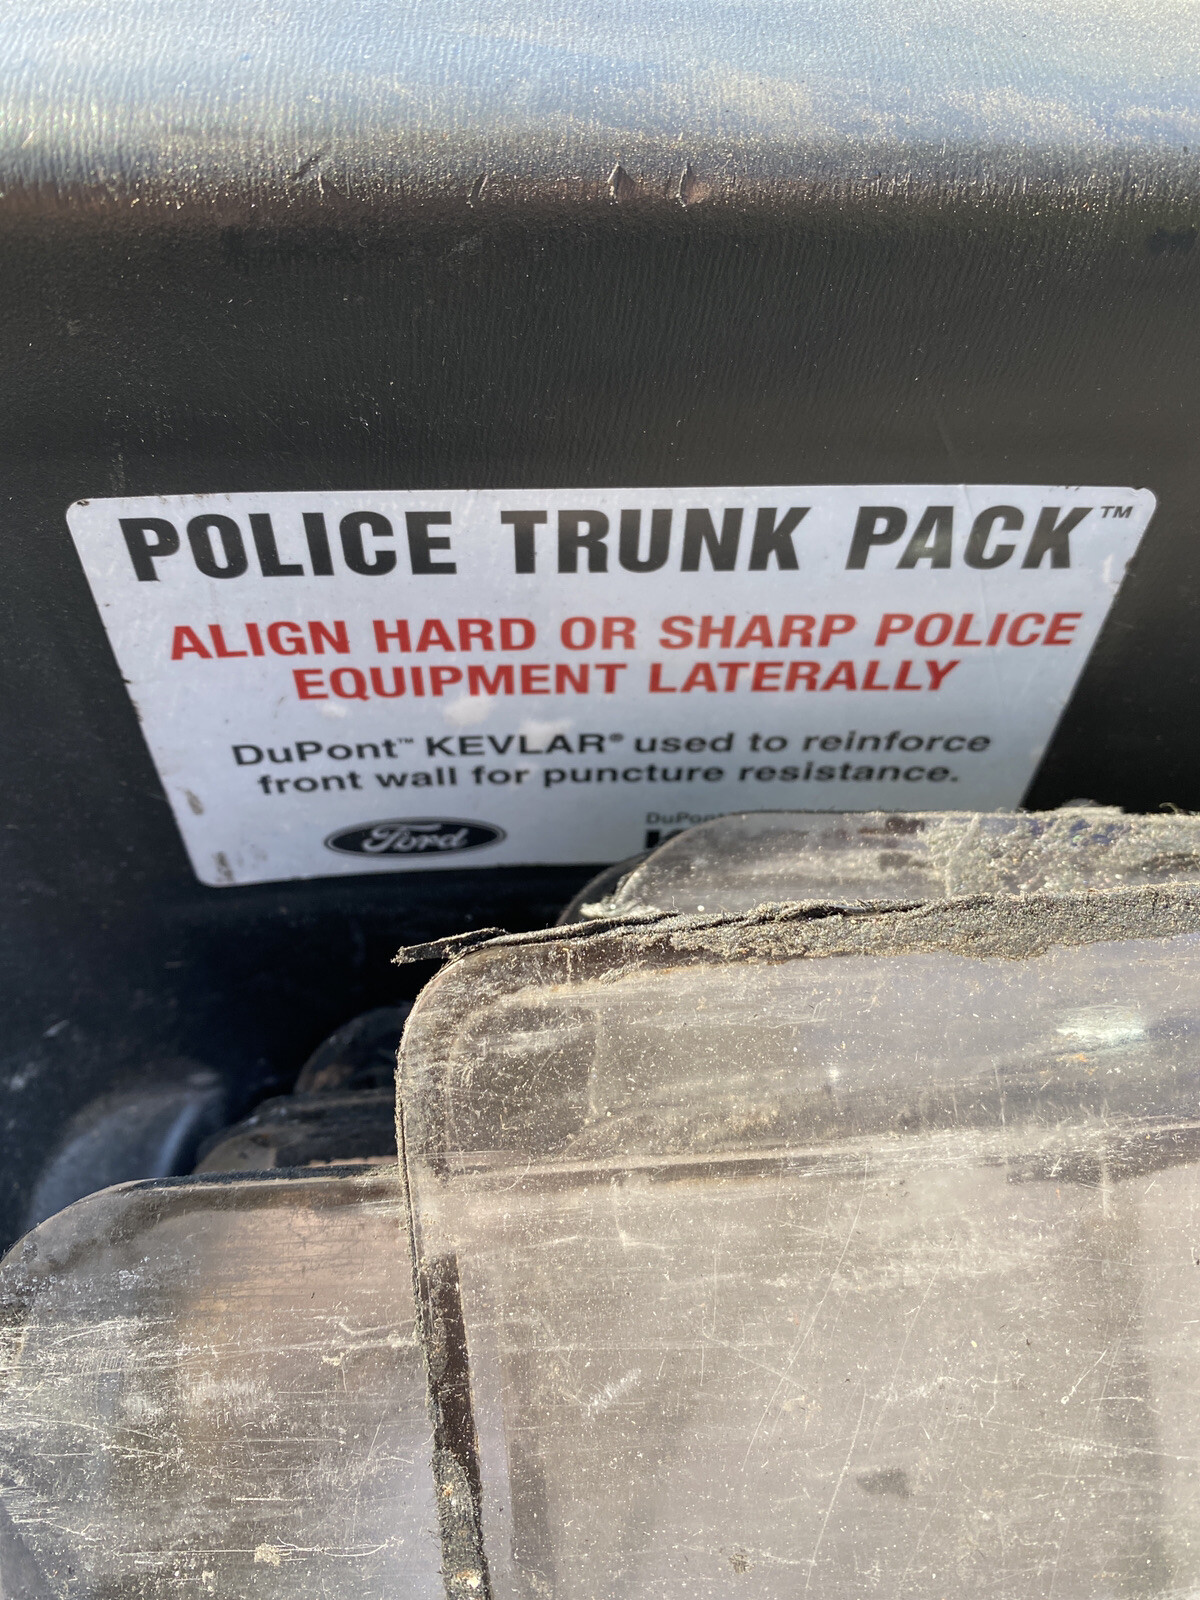 POLICE TRUNK PACK™
ALIGN HARD OR SHARP POLICE
EQUIPMENT LATERALLY
DuPont™ KEVLAR® used to reinforce
front wall for puncture resistance.
Ford
DuPont